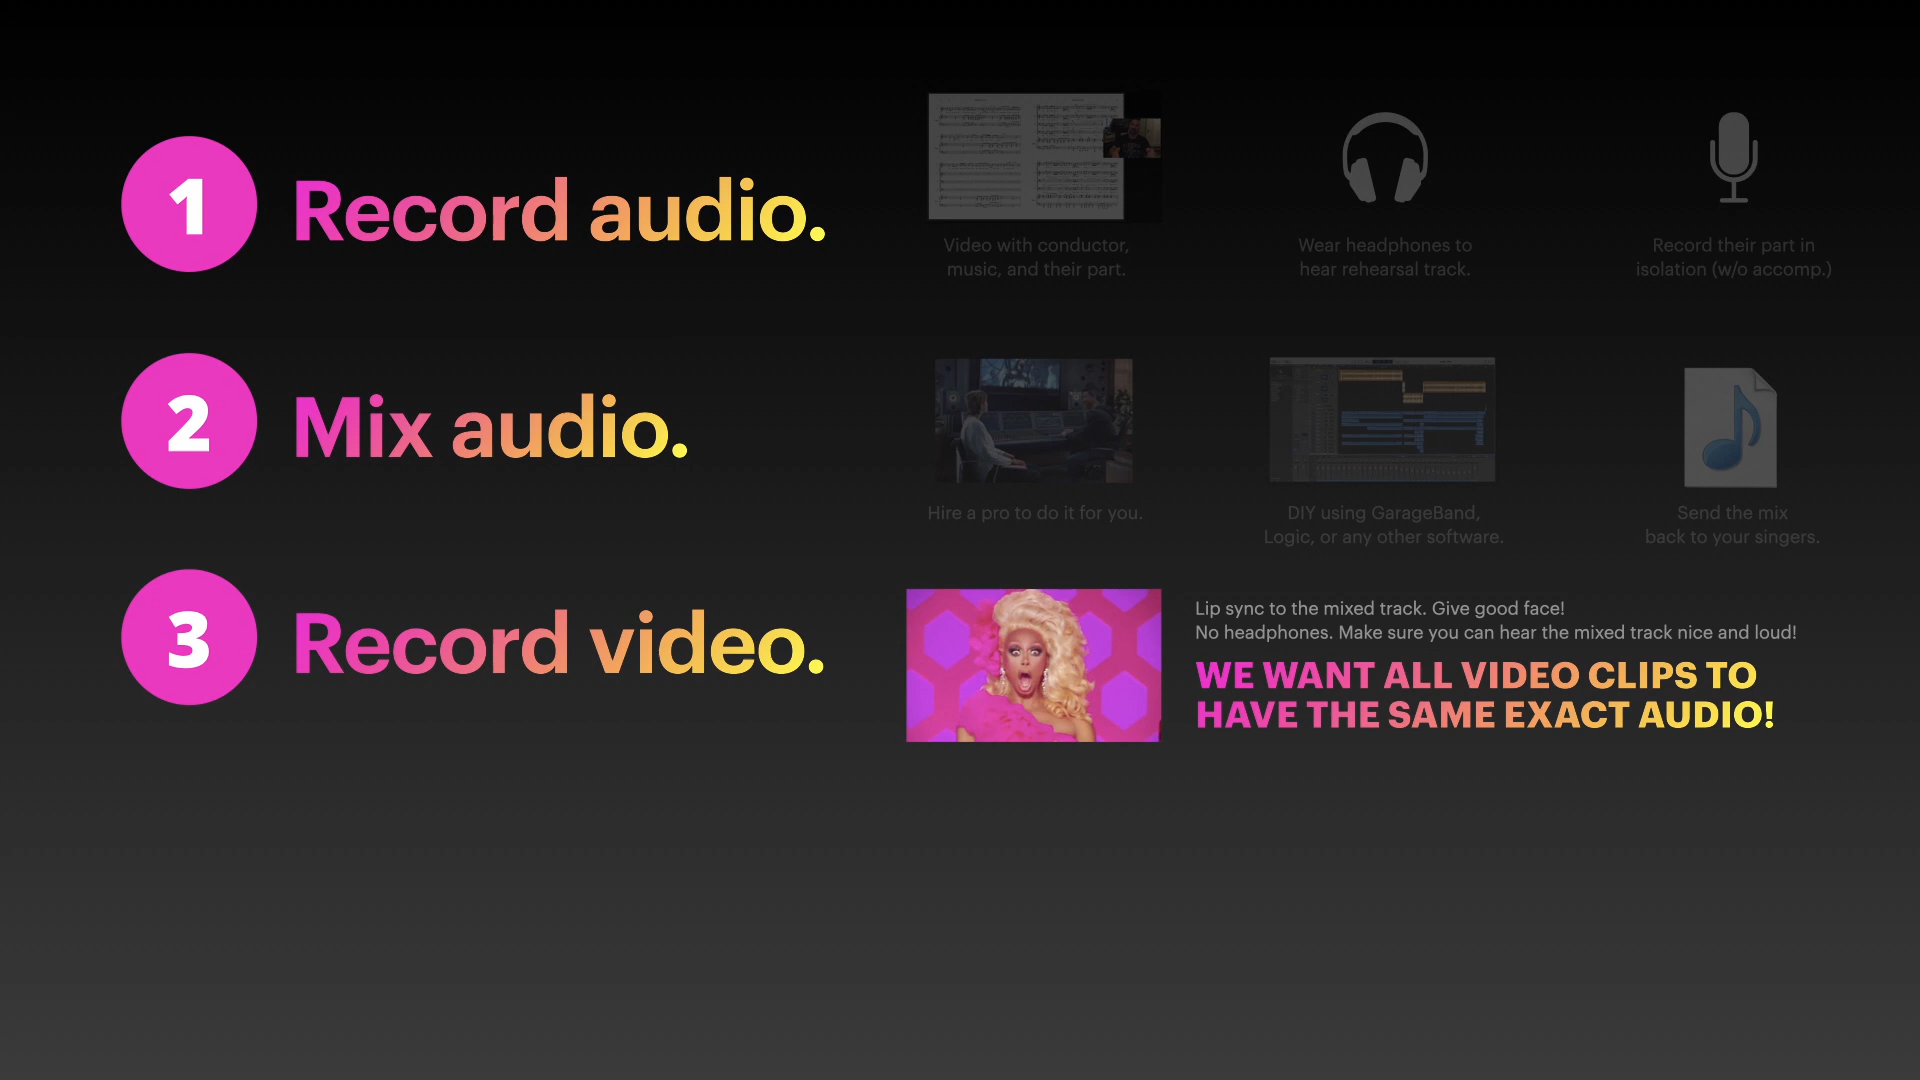 1 Record audio.
Video with conductor,
music, and their part.
Wear headphones to
hear rehearsal track.
Record their part in
isolation (w/o accomp.)
2 Mix audio.
Hire a pro to do it for you.
DIY using GarageBand,
Logic, or any other software.
Send the mix
back to your singers.
3 Record video.
Lip sync to the mixed track. Give good face!
No headphones. Make sure you can hear the mixed track nice and loud!
WE WANT ALL VIDEO CLIPS TO
HAVE THE SAME EXACT AUDIO!